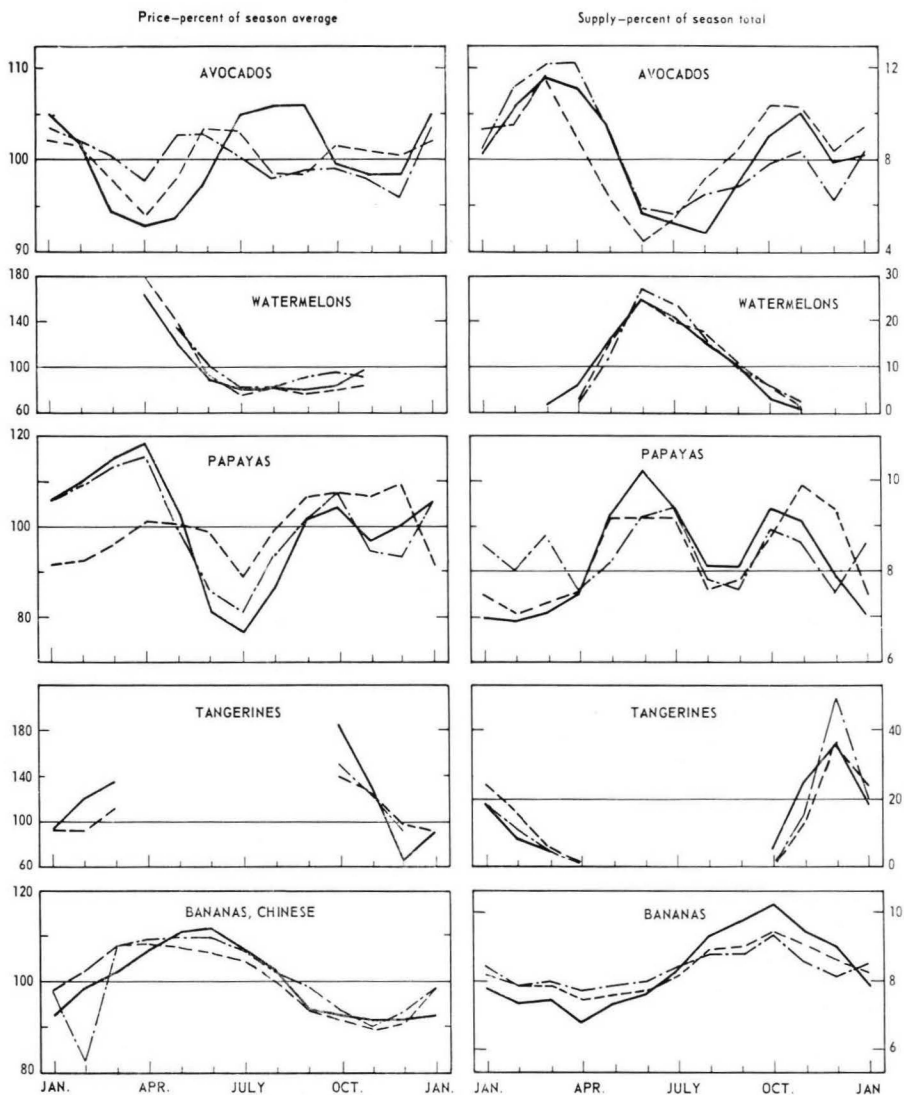 Price—percent of season average
Supply—percent of season total
110
100
90
AVOCADOS
AVOCADOS
12
8
4
180
140
100
60
WATERMELONS
WATERMELONS
30
20
10
0
120
100
80
PAPAYAS
PAPAYAS
10
8
6
180
140
100
60
TANGERINES
TANGERINES
40
20
0
120
100
80
BANANAS, CHINESE
BANANAS
10
8
6
JAN. APR. JULY OCT. JAN.
JAN. APR. JULY OCT. JAN